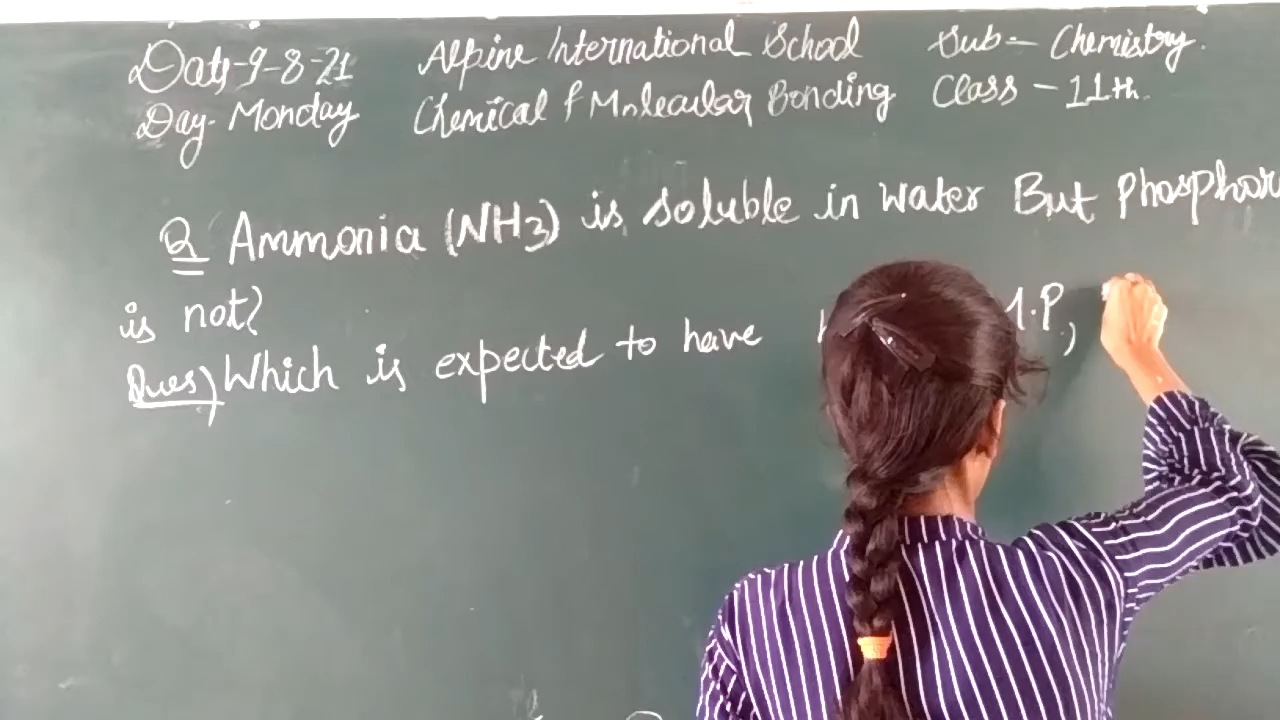 Date-9-8-21 Alpine International School Sub:- Chemistry.
Day- Monday Chemical & Molecular Bonding Class - 11th.
Q Ammonia (NH3) is soluble in water But Phosphor
is not?
Ques) Which is expected to have M.P,